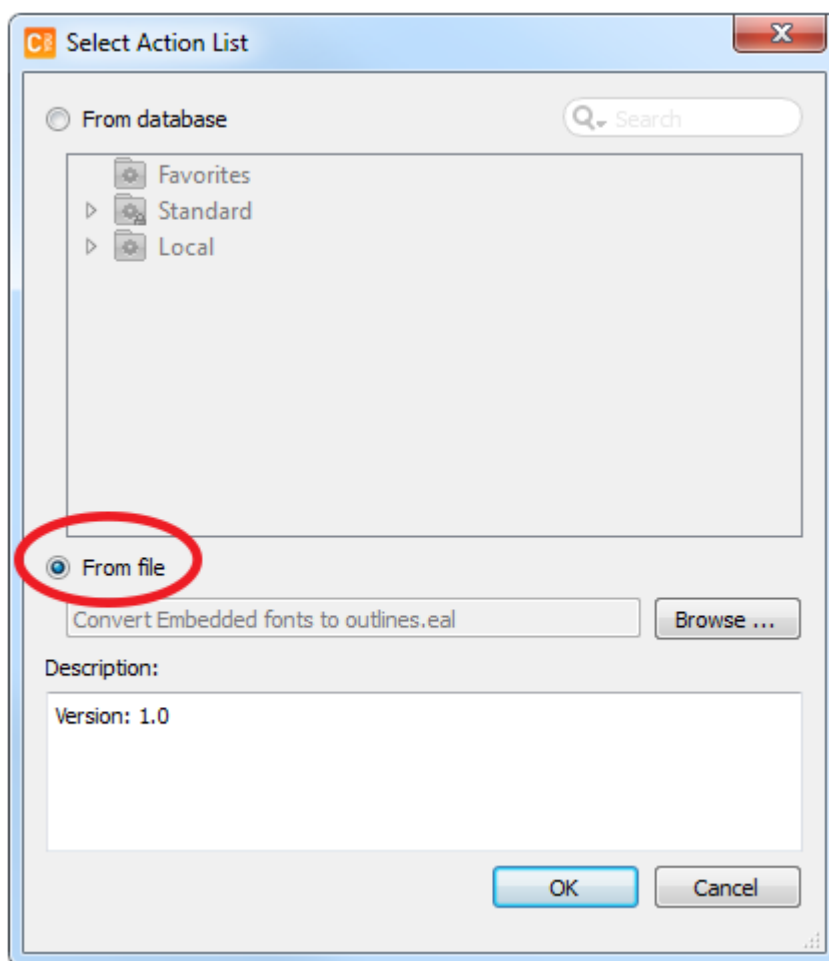 Select Action List
From database
Search
Favorites
Standard
Local
From file
Convert Embedded fonts to outlines.eal
Browse ...
Description:
Version: 1.0
OK Cancel